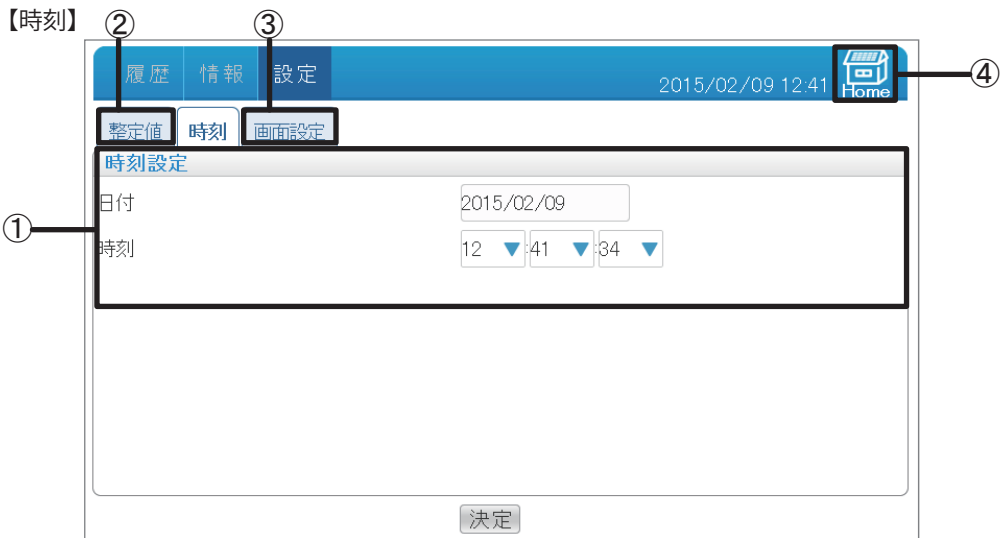 【時刻】 ② ③
履歴 情報 設定 2015/02/09 12:41 Home ④
整定値 時刻 画面設定
時刻設定
日付 2015/02/09
① 時刻 12 ▼:41 ▼:34 ▼
決定